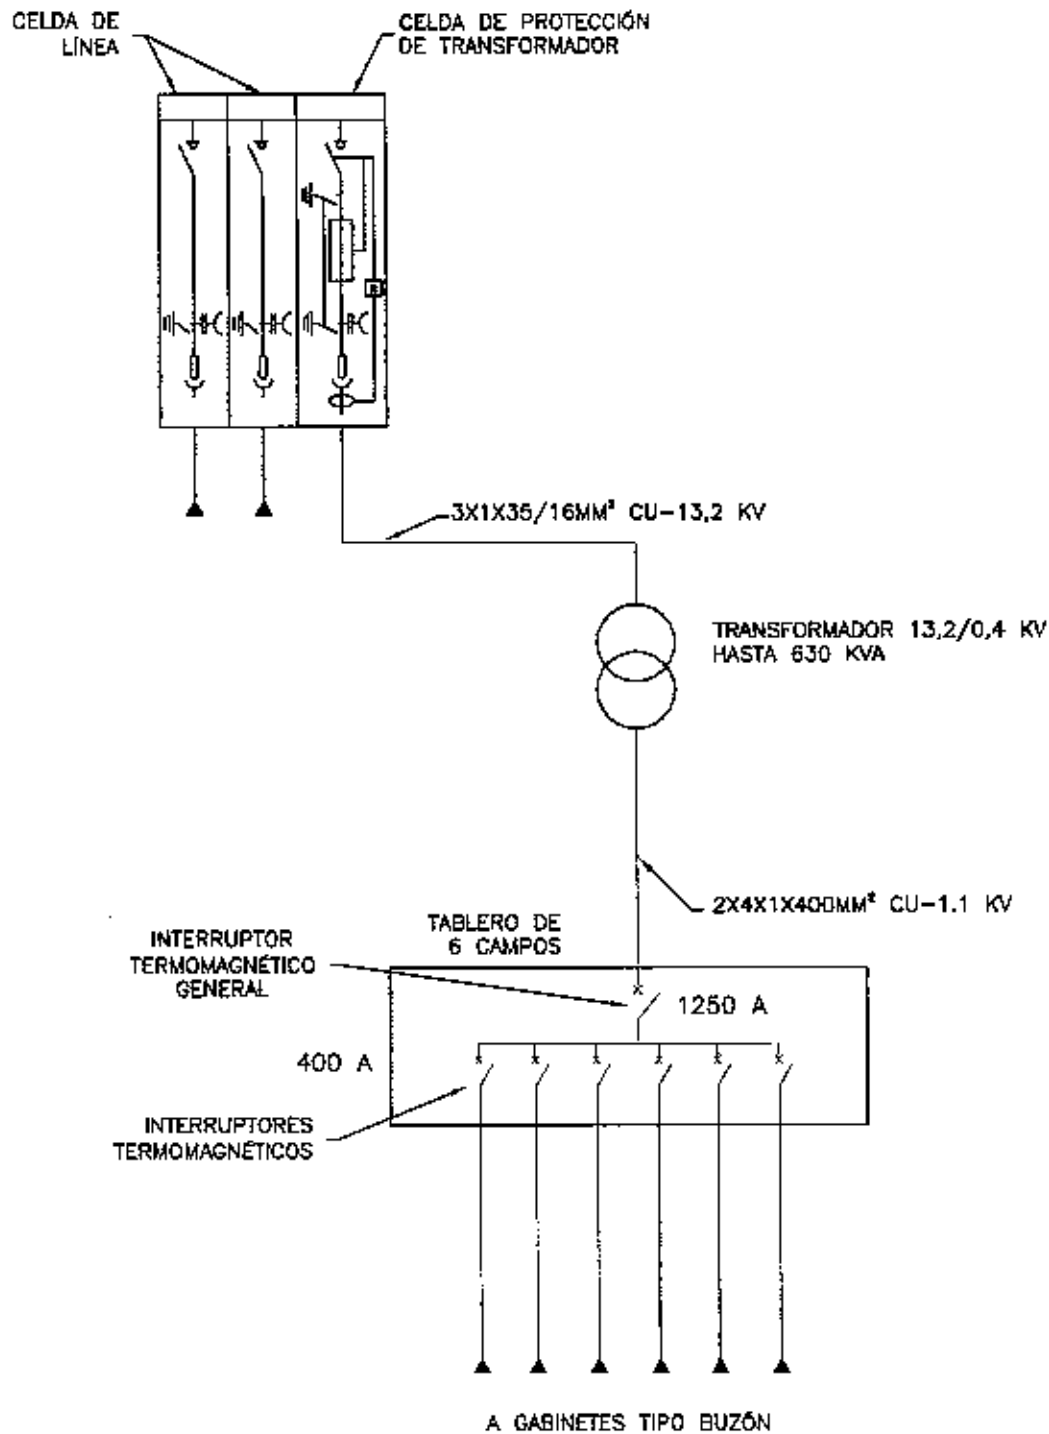 CELDA DE
LÍNEA
CELDA DE PROTECCIÓN
DE TRANSFORMADOR
3X1X35/16MM² CU-13,2 KV
TRANSFORMADOR 13,2/0,4 KV
HASTA 630 KVA
2X4X1X400MM² CU-1.1 KV
TABLERO DE
6 CAMPOS
INTERRUPTOR
TERMOMAGNÉTICO
GENERAL
1250 A
400 A
INTERRUPTORES
TERMOMAGNÉTICOS
A GABINETES TIPO BUZÓN